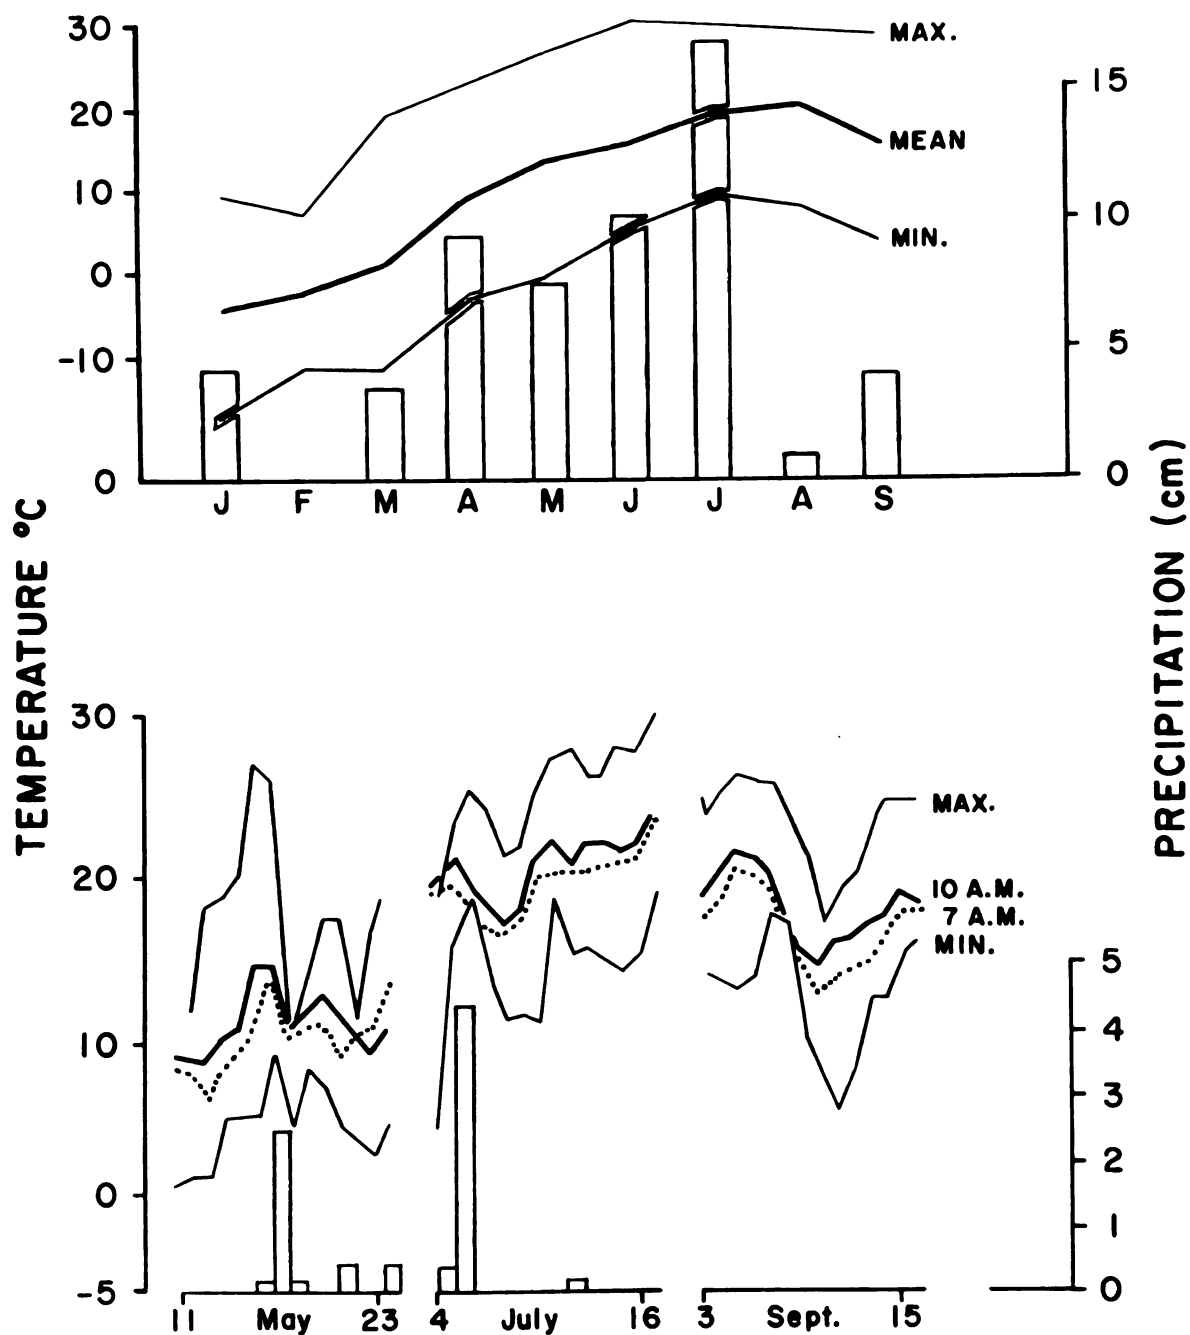 30
20
10
0
-10
0
MAX.
MEAN
MIN.
15
10
5
0
J F M A M J J A S
TEMPERATURE °C
PRECIPITATION (cm)
30
20
10
0
-5
MAX.
10 A.M.
7 A.M.
MIN.
5
4
3
2
1
0
11 May 23 4 July 16 3 Sept. 15